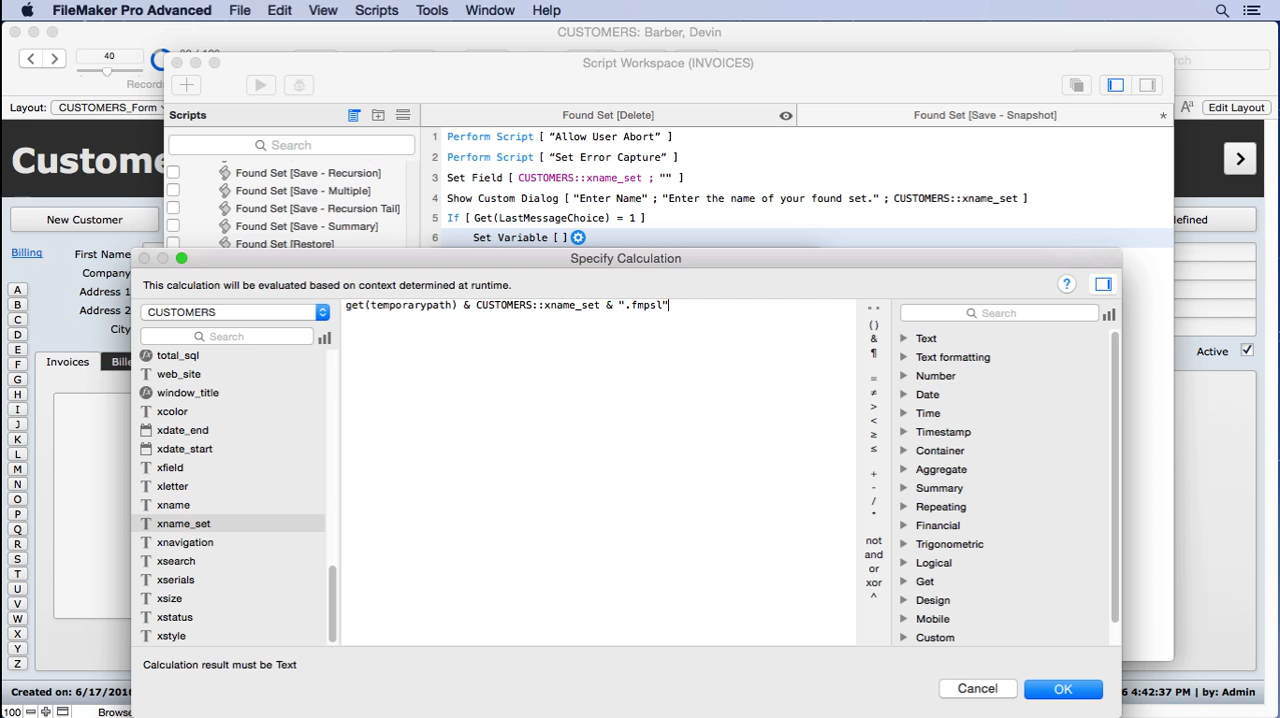 FileMaker Pro Advanced File Edit View Scripts Tools Window Help
CUSTOMERS: Barber, Devin
40
Script Workspace (INVOICES)
Layout: CUSTOMERS_Form
Edit Layout
Scripts
Found Set [Delete]
Found Set [Save - Snapshot]
*
Search
Found Set [Save - Recursion]
Found Set [Save - Multiple]
Found Set [Save - Recursion Tail]
Found Set [Save - Summary]
Found Set [Restore]
1 Perform Script [ “Allow User Abort” ]
2 Perform Script [ “Set Error Capture” ]
3 Set Field [ CUSTOMERS::xname_set ; "" ]
4 Show Custom Dialog [ "Enter Name" ; "Enter the name of your found set." ; CUSTOMERS::xname_set ]
5 If [ Get(LastMessageChoice) = 1 ]
6 Set Variable [ ]
New Customer
Billing
First Name
Company
Address 1
Address 2
City
A
B
C
D
E
F
G
H
I
J
K
L
M
N
O
P
Q
R
S
T
U
V
W
X
Y
Z
Invoices
Active
Specify Calculation
This calculation will be evaluated based on context determined at runtime.
?
CUSTOMERS
Search
total_sql
web_site
window_title
xcolor
xdate_end
xdate_start
xfield
xletter
xname
xname_set
xnavigation
xsearch
xserials
xsize
xstatus
xstyle
get(temporarypath) & CUSTOMERS::xname_set & ".fmpsl"
" "
( )
&
¶
=
≠
>
<
≥
≤
+
-
/
*
not
and
or
xor
^
Search
Text
Text formatting
Number
Date
Time
Timestamp
Container
Aggregate
Summary
Repeating
Financial
Trigonometric
Logical
Get
Design
Mobile
Custom
Calculation result must be Text
Cancel
OK
6 4:42:37 PM | by: Admin
100